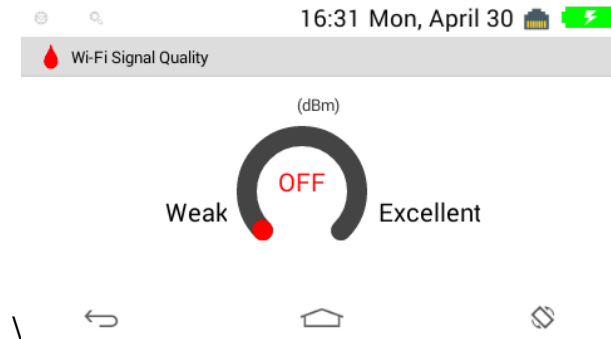 16:31 Mon, April 30
Wi-Fi Signal Quality
(dBm)
OFF
Weak Excellent
\